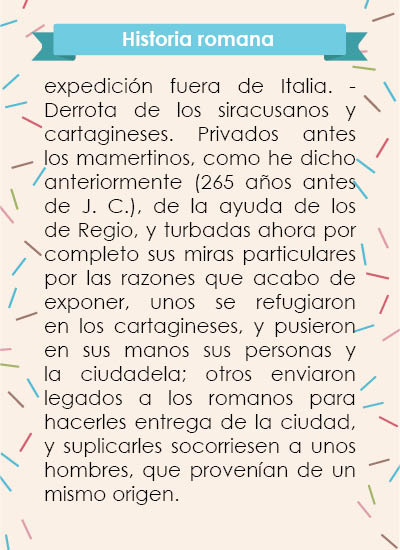 Historia romana
expedición fuera de Italia. -
Derrota de los siracusanos y
cartagineses. Privados antes
los mamertinos, como he dicho
anteriormente (265 años antes
de J. C.), de la ayuda de los
de Regio, y turbadas ahora por
completo sus miras particulares
por las razones que acabo de
exponer, unos se refugiaron
en los cartagineses, y pusieron
en sus manos sus personas y
la ciudadela; otros enviaron
legados a los romanos para
hacerles entrega de la ciudad,
y suplicarles socorriesen a unos
hombres, que provenían de un
mismo origen.